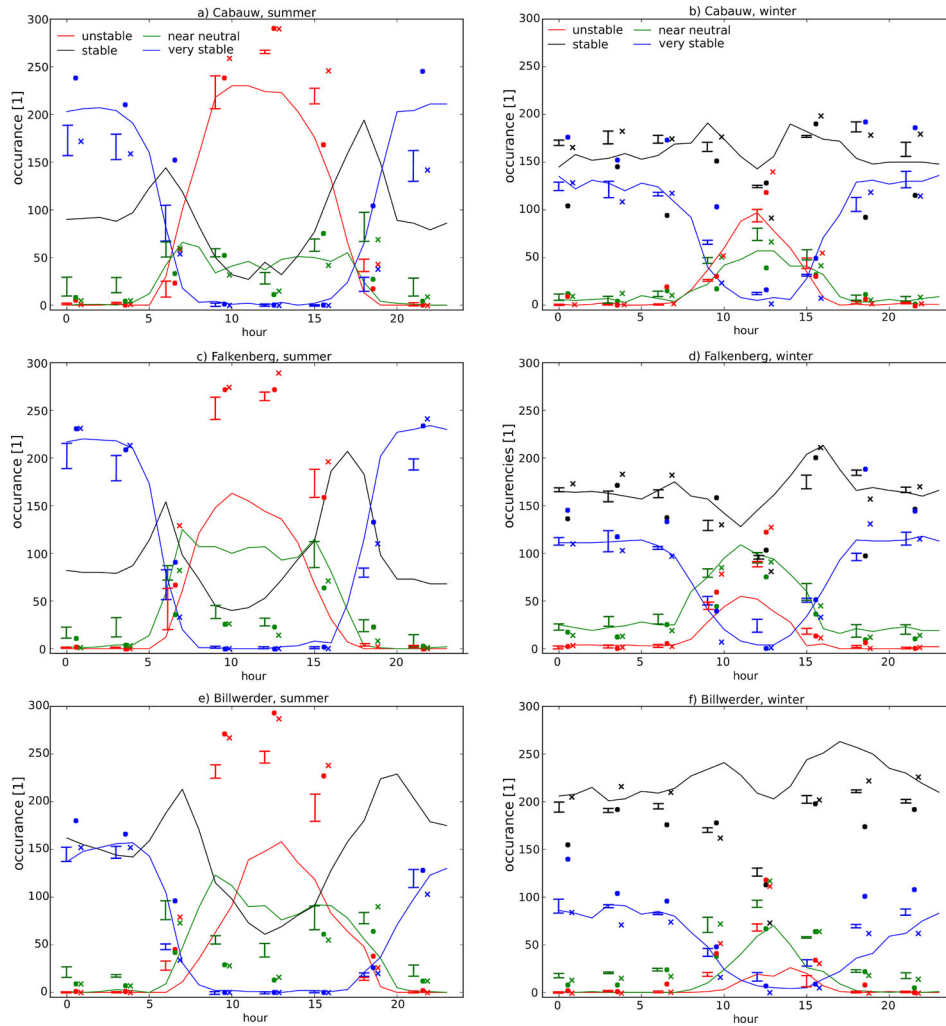 a) Cabauw, summer
300
250
200
150
100
50
0
occurance [1]
unstable
stable
near neutral
very stable
0 5 10 15 20
hour
b) Cabauw, winter
300
250
200
150
100
50
0
occurance [1]
unstable
stable
near neutral
very stable
0 5 10 15 20
hour
c) Falkenberg, summer
300
250
200
150
100
50
0
occurance [1]
0 5 10 15 20
hour
d) Falkenberg, winter
300
250
200
150
100
50
0
occurencies [1]
0 5 10 15 20
hour
e) Billwerder, summer
300
250
200
150
100
50
0
occurance [1]
0 5 10 15 20
hour
f) Billwerder, winter
300
250
200
150
100
50
0
occurance [1]
0 5 10 15 20
hour